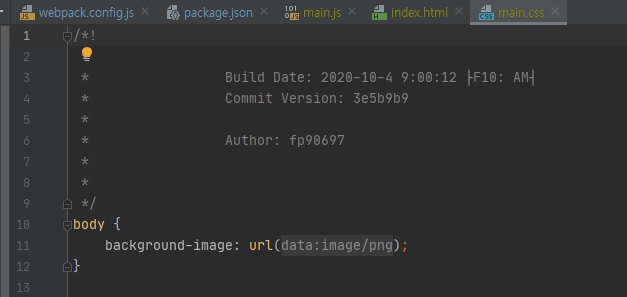 webpack.config.js × package.json × main.js × index.html × main.css ×
1 /*!
2
3 * Build Date: 2020-10-4 9:00:12 ├F10: AM┤
4 * Commit Version: 3e5b9b9
5 *
6 * Author: fp90697
7 *
8 *
9 */
10 body {
11 background-image: url(data:image/png);
12 }
13